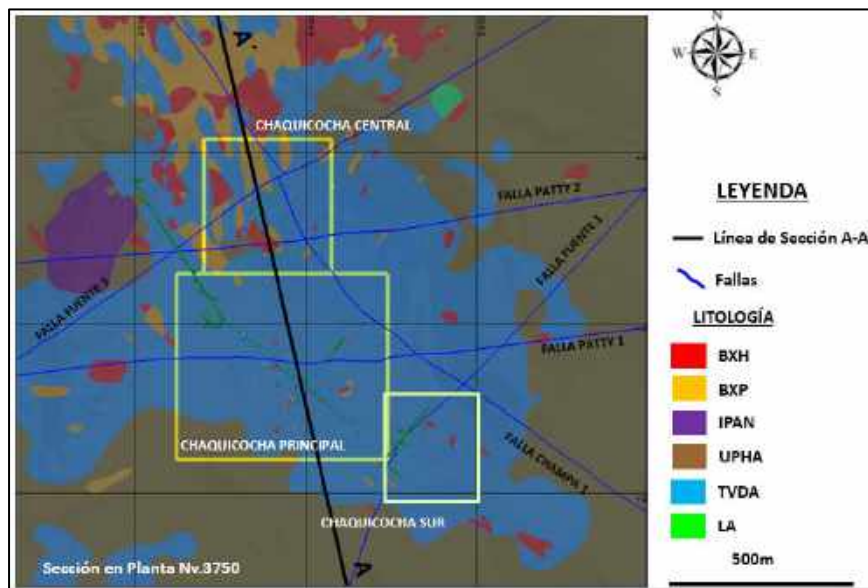 A'
N
W
E
S
CHAQUICOCHA CENTRAL
FALLA PATTY 2
FALLA FUENTE 3
FALLA FUENTE 3
FALLA PATTY 1
CHAQUICOCHA PRINCIPAL
FALLA CHAMPA 1
CHAQUICOCHA SUR
Sección en Planta Nv.3750
A
LEYENDA
Línea de Sección A-A
Fallas
LITOLOGÍA
BXH
BXP
IPAN
UPHA
TVDA
LA
500m